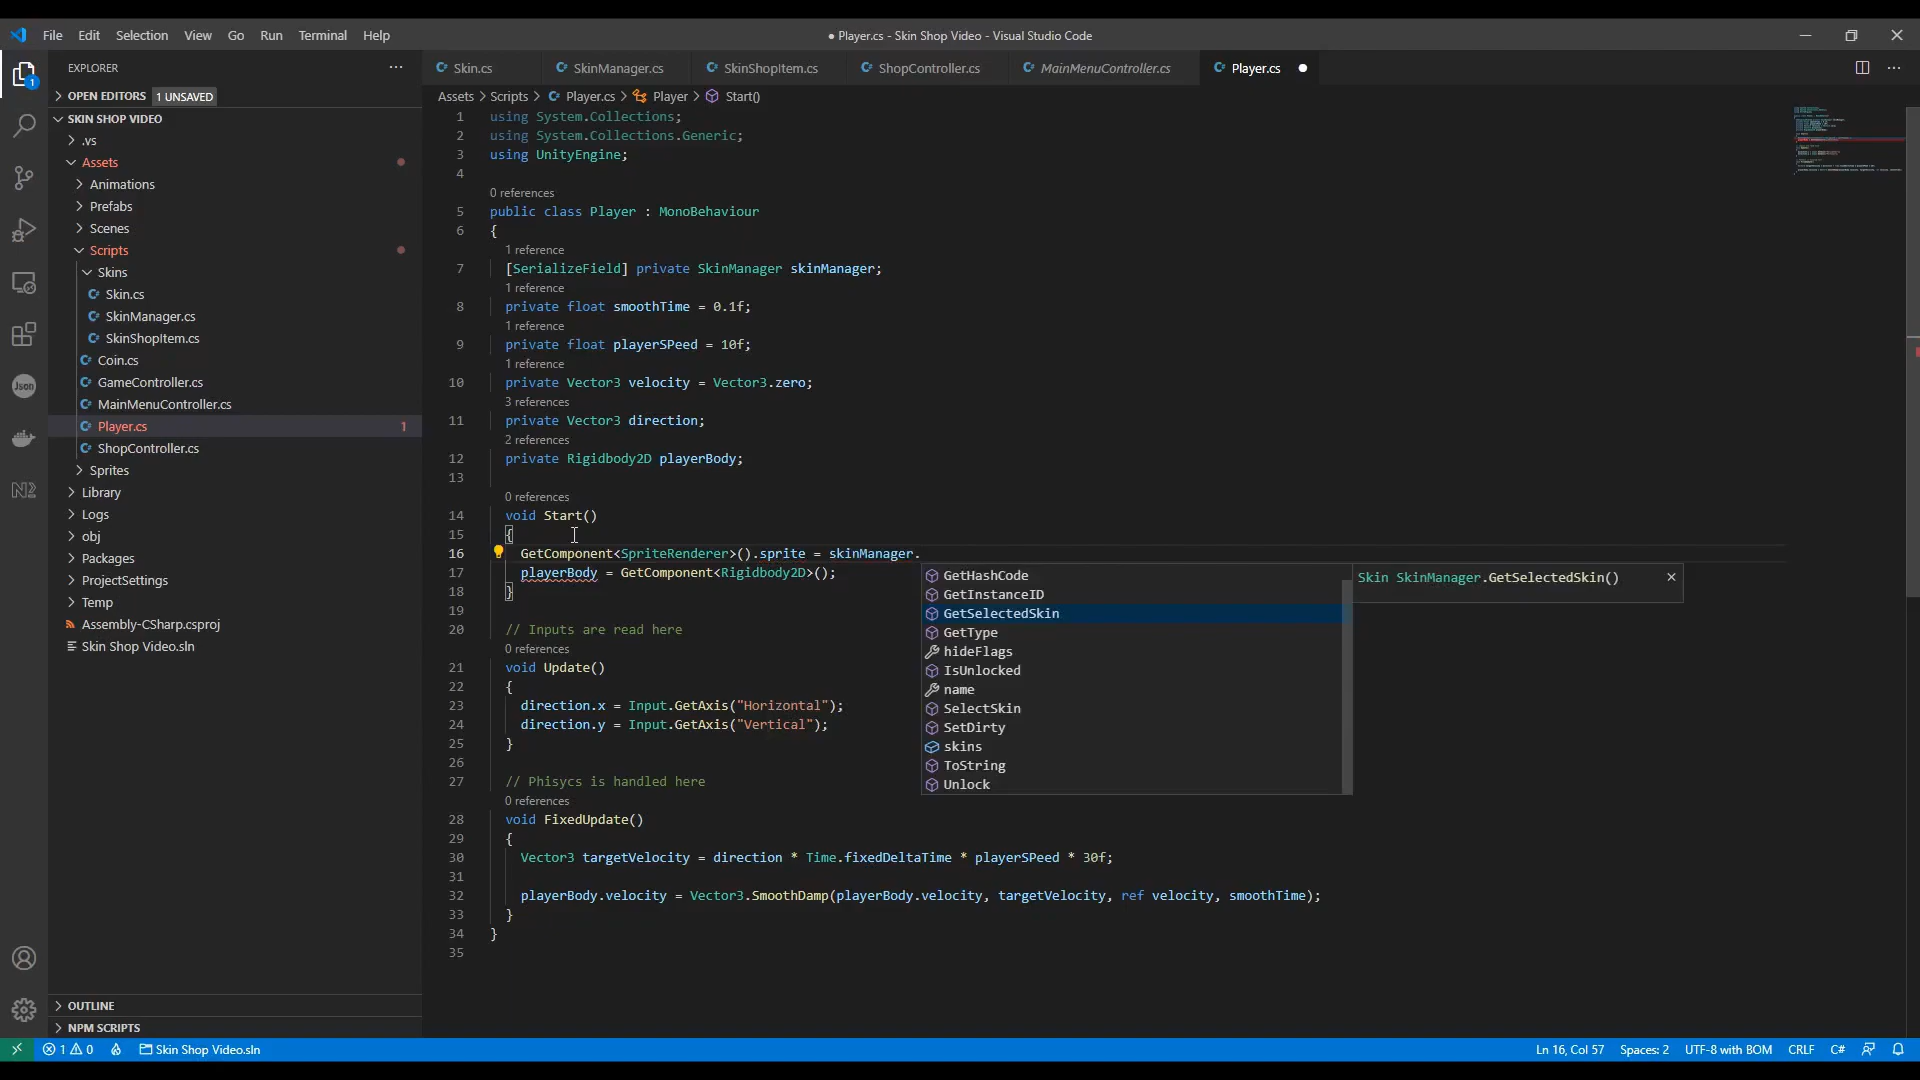 File Edit Selection View Go Run Terminal Help
● Player.cs - Skin Shop Video - Visual Studio Code
EXPLORER
Skin.cs SkinManager.cs SkinShopItem.cs ShopController.cs MainMenuController.cs Player.cs
OPEN EDITORS 1 UNSAVED
Assets > Scripts > Player.cs > Player > Start()
SKIN SHOP VIDEO
.vs
Assets
Animations
Prefabs
Scenes
Scripts
Skins
Skin.cs
SkinManager.cs
SkinShopItem.cs
Coin.cs
GameController.cs
MainMenuController.cs
Player.cs 1
ShopController.cs
Sprites
Library
Logs
obj
Packages
ProjectSettings
Temp
Assembly-CSharp.csproj
Skin Shop Video.sln
OUTLINE
NPM SCRIPTS
1 using System.Collections;
2 using System.Collections.Generic;
3 using UnityEngine;
4
0 references
5 public class Player : MonoBehaviour
6 {
1 reference
7 [SerializeField] private SkinManager skinManager;
1 reference
8 private float smoothTime = 0.1f;
1 reference
9 private float playerSPeed = 10f;
1 reference
10 private Vector3 velocity = Vector3.zero;
3 references
11 private Vector3 direction;
2 references
12 private Rigidbody2D playerBody;
13
0 references
14 void Start()
15 {
16 GetComponent<SpriteRenderer>().sprite = skinManager.
17 playerBody = GetComponent<Rigidbody2D>();
18 }
19
20 // Inputs are read here
0 references
21 void Update()
22 {
23 direction.x = Input.GetAxis("Horizontal");
24 direction.y = Input.GetAxis("Vertical");
25 }
26
27 // Phisycs is handled here
0 references
28 void FixedUpdate()
29 {
30 Vector3 targetVelocity = direction * Time.fixedDeltaTime * playerSPeed * 30f;
31
32 playerBody.velocity = Vector3.SmoothDamp(playerBody.velocity, targetVelocity, ref velocity, smoothTime);
33 }
34 }
35
GetHashCode
GetInstanceID
GetSelectedSkin
GetType
hideFlags
IsUnlocked
name
SelectSkin
SetDirty
skins
ToString
Unlock
Skin SkinManager.GetSelectedSkin()
1
Json
1 0 Skin Shop Video.sln
Ln 16, Col 57 Spaces: 2 UTF-8 with BOM CRLF C#